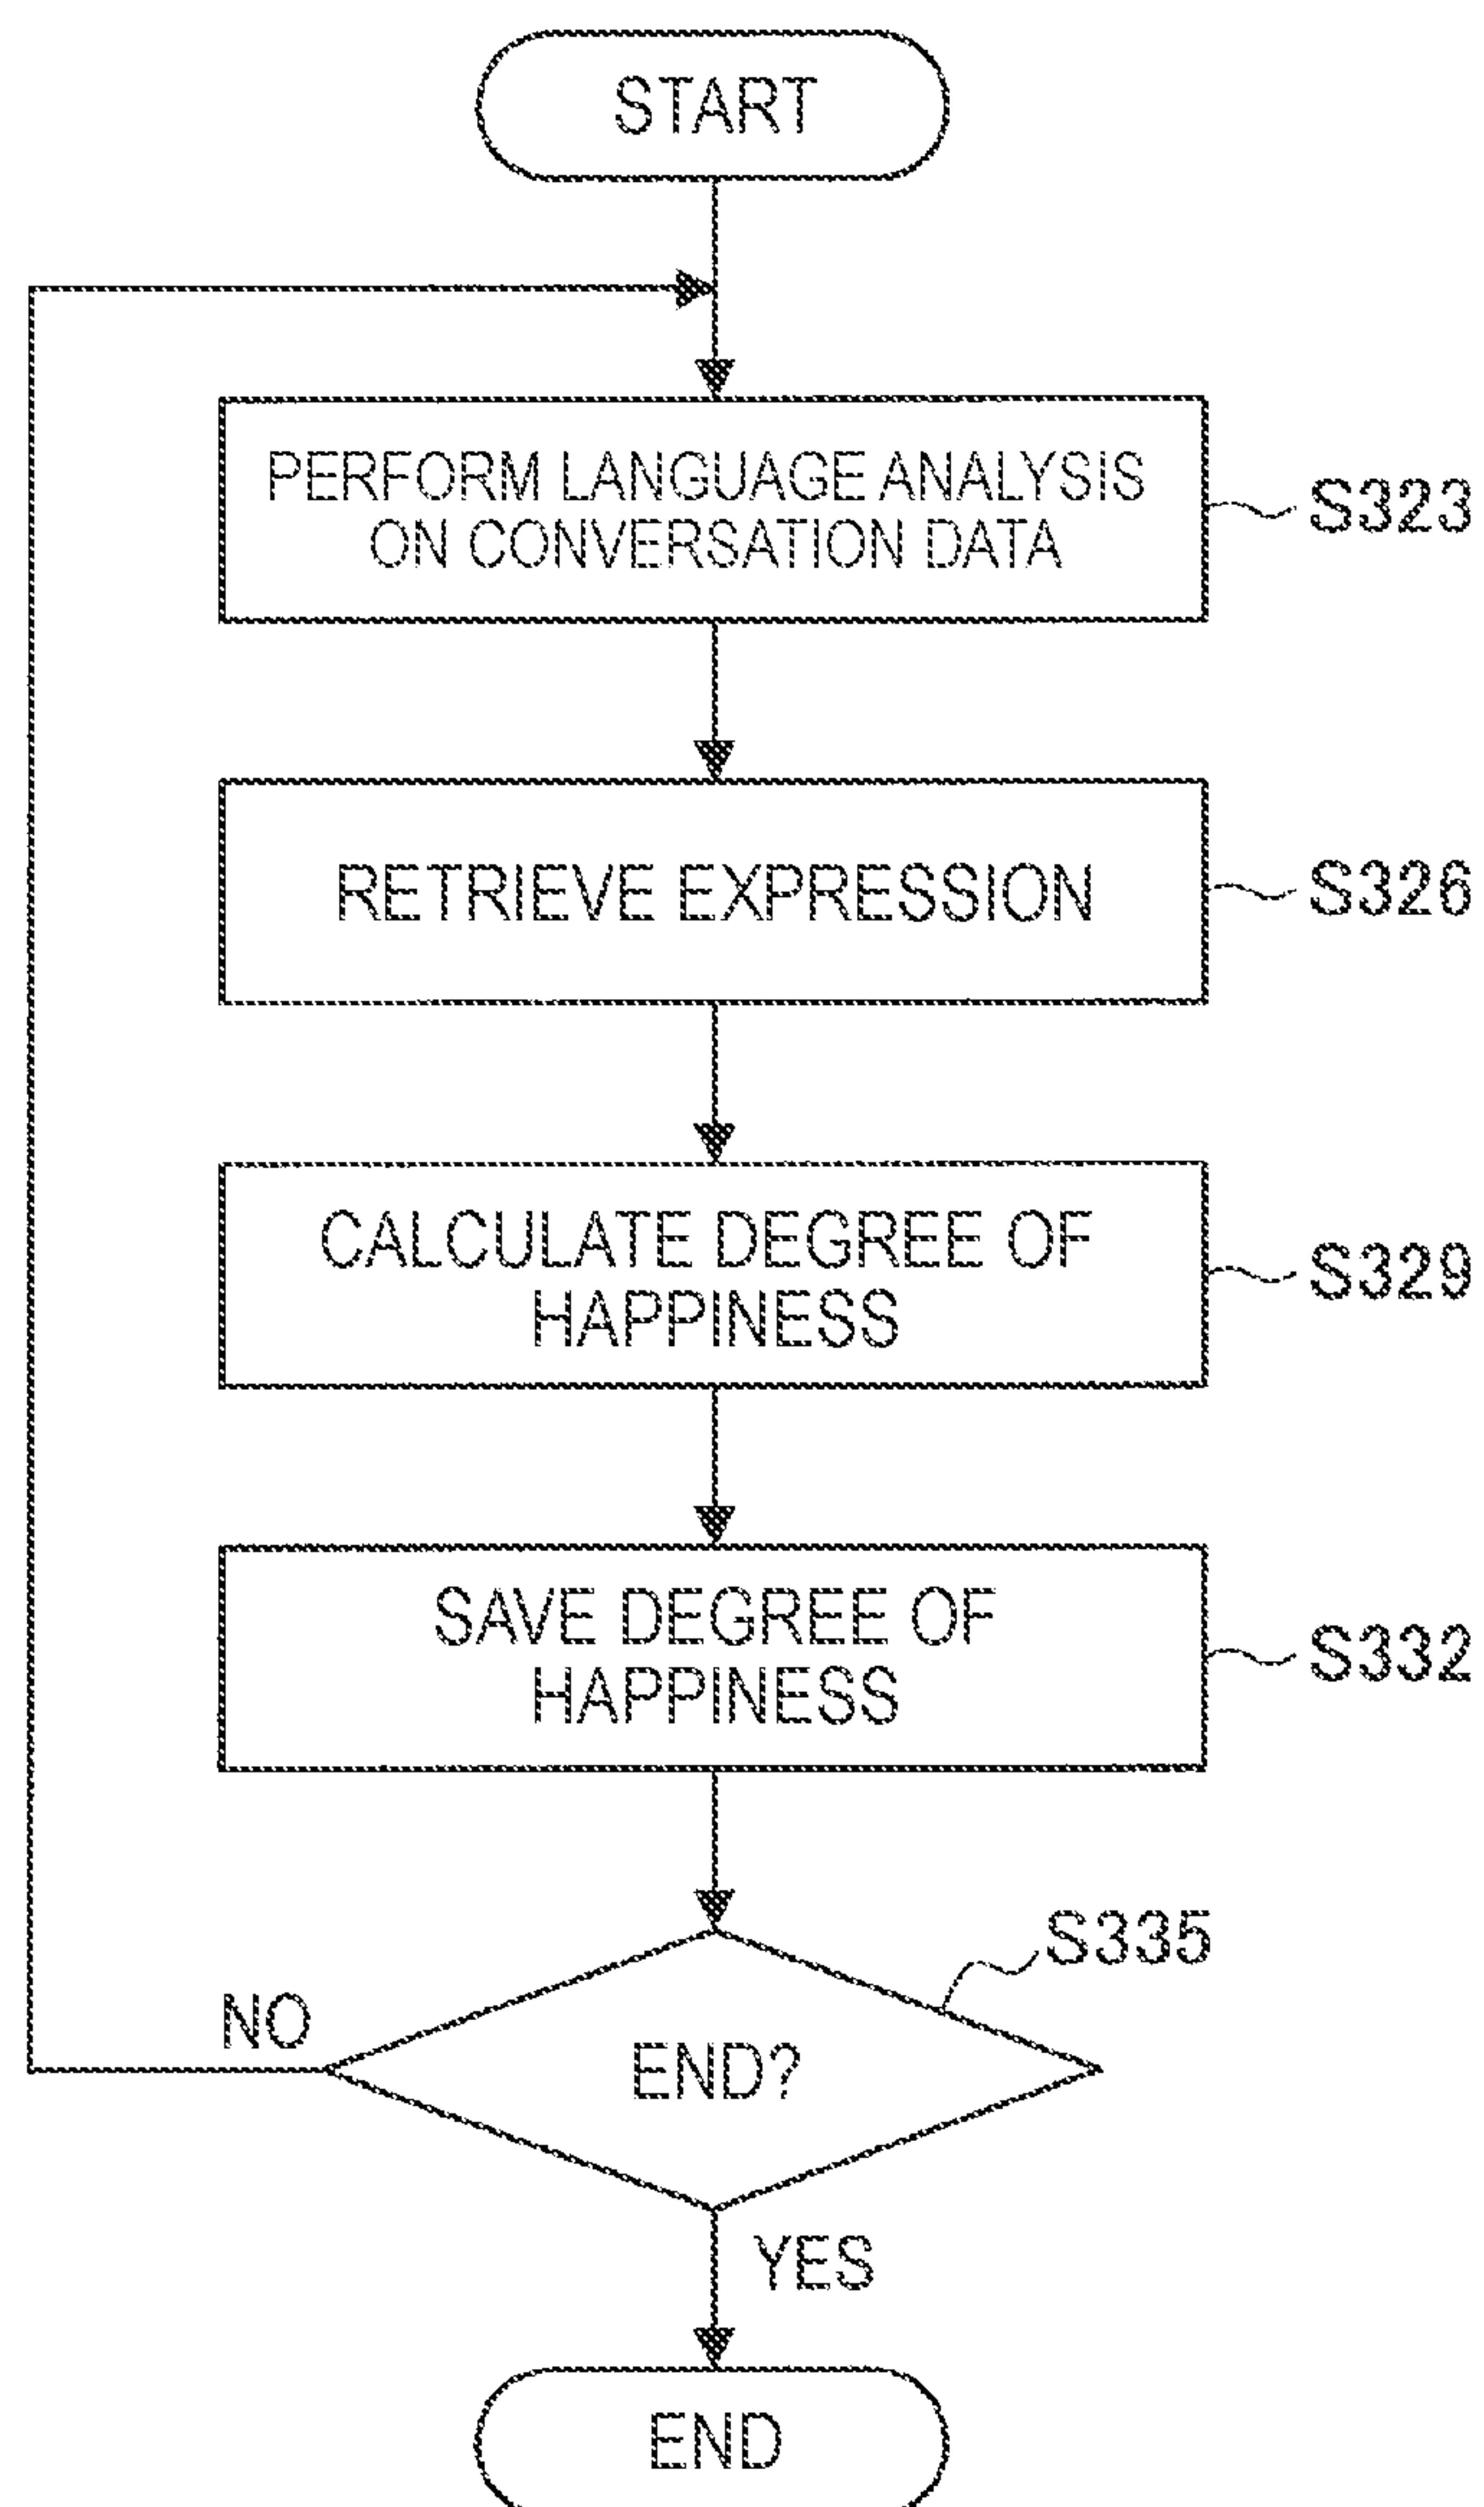 START
PERFORM LANGUAGE ANALYSIS
ON CONVERSATION DATA
S323
RETRIEVE EXPRESSION
S326
CALCULATE DEGREE OF
HAPPINESS
S329
SAVE DEGREE OF
HAPPINESS
S332
S335
NO
END?
YES
END